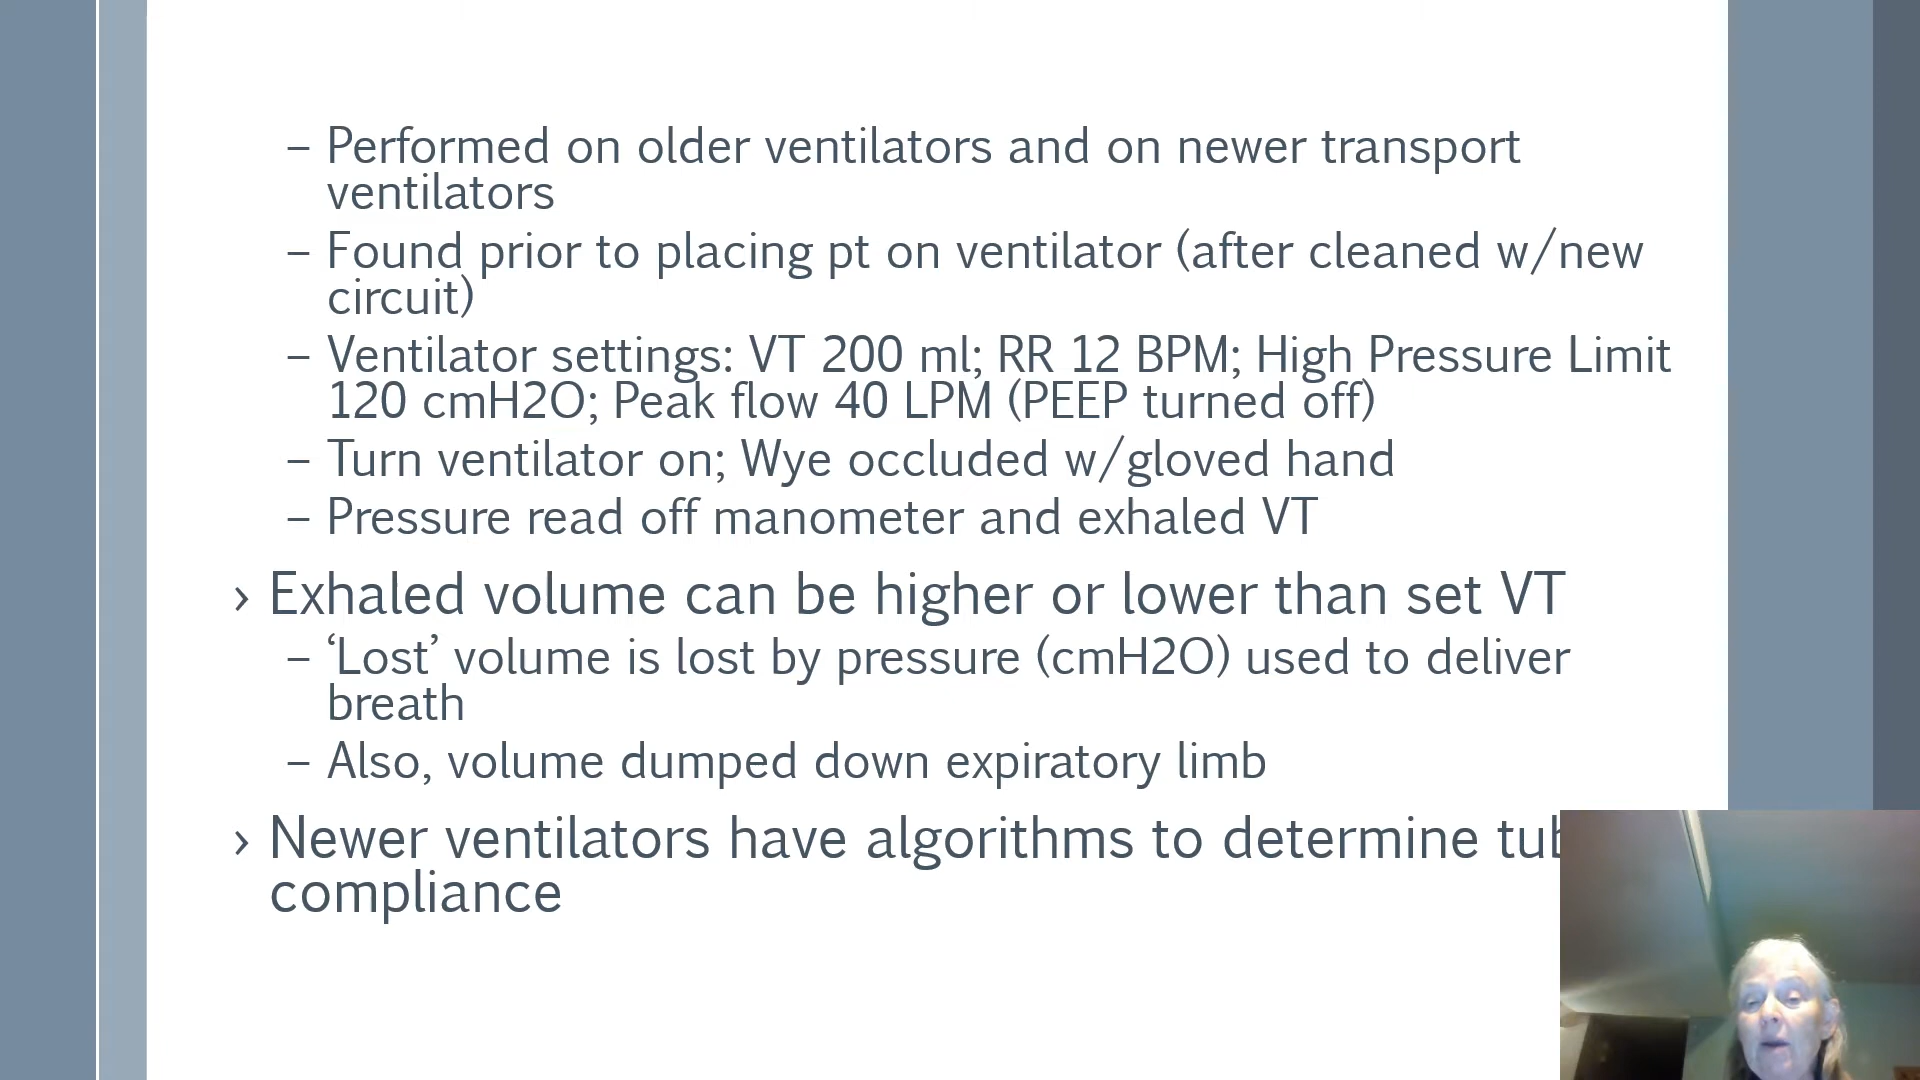 – Performed on older ventilators and on newer transport
ventilators
– Found prior to placing pt on ventilator (after cleaned w/new
circuit)
– Ventilator settings: VT 200 ml; RR 12 BPM; High Pressure Limit
120 cmH2O; Peak flow 40 LPM (PEEP turned off)
– Turn ventilator on; Wye occluded w/gloved hand
– Pressure read off manometer and exhaled VT
› Exhaled volume can be higher or lower than set VT
– ‘Lost’ volume is lost by pressure (cmH2O) used to deliver
breath
– Also, volume dumped down expiratory limb
› Newer ventilators have algorithms to determine
compliance